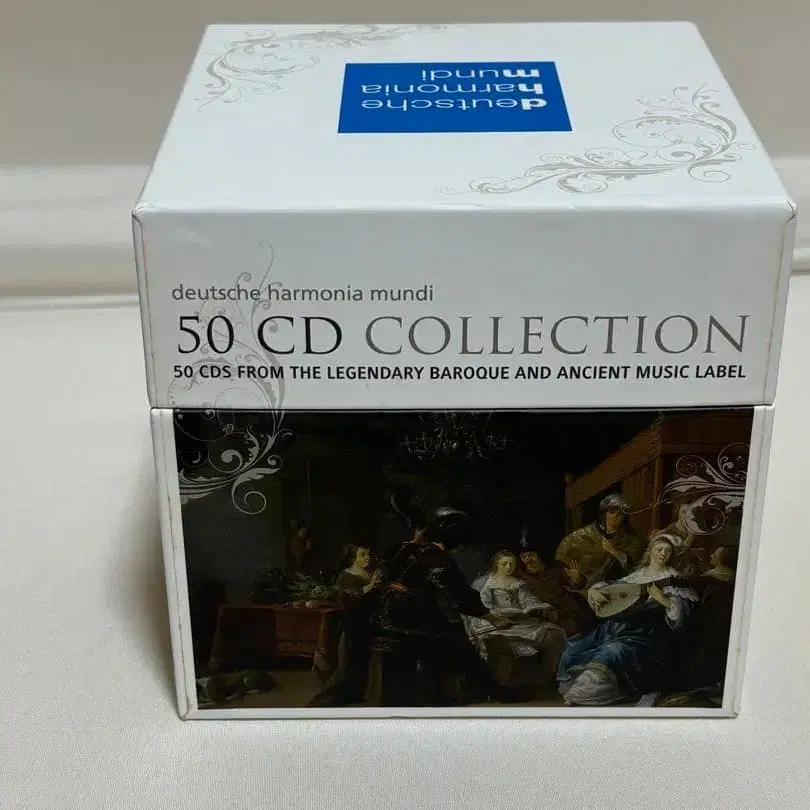 deutsche
harmonia
mundi
deutsche harmonia mundi
50 CD COLLECTION
50 CDS FROM THE LEGENDARY BAROQUE AND ANCIENT MUSIC LABEL